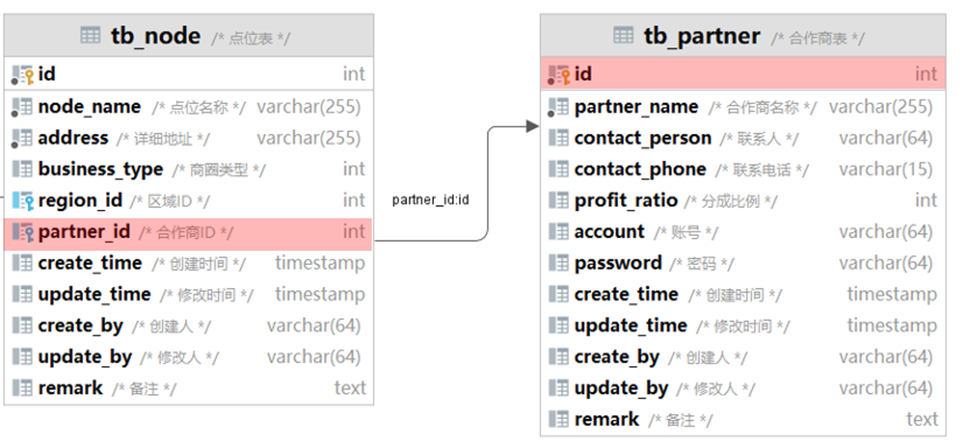 tb_node /* 点位表 */
id int
node_name /* 点位名称 */ varchar(255)
address /* 详细地址 */ varchar(255)
business_type /* 商圈类型 */ int
region_id /* 区域ID */ int
partner_id /* 合作商ID */ int
create_time /* 创建时间 */ timestamp
update_time /* 修改时间 */ timestamp
create_by /* 创建人 */ varchar(64)
update_by /* 修改人 */ varchar(64)
remark /* 备注 */ text
partner_id:id
tb_partner /* 合作商表 */
id int
partner_name /* 合作商名称 */ varchar(255)
contact_person /* 联系人 */ varchar(64)
contact_phone /* 联系电话 */ varchar(15)
profit_ratio /* 分成比例 */ int
account /* 账号 */ varchar(64)
password /* 密码 */ varchar(64)
create_time /* 创建时间 */ timestamp
update_time /* 修改时间 */ timestamp
create_by /* 创建人 */ varchar(64)
update_by /* 修改人 */ varchar(64)
remark /* 备注 */ text